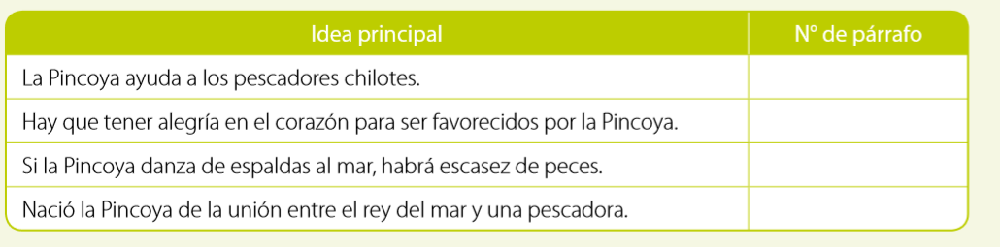 Idea principal N° de párrafo
La Pincoya ayuda a los pescadores chilotes.
Hay que tener alegría en el corazón para ser favorecidos por la Pincoya.
Si la Pincoya danza de espaldas al mar, habrá escasez de peces.
Nació la Pincoya de la unión entre el rey del mar y una pescadora.